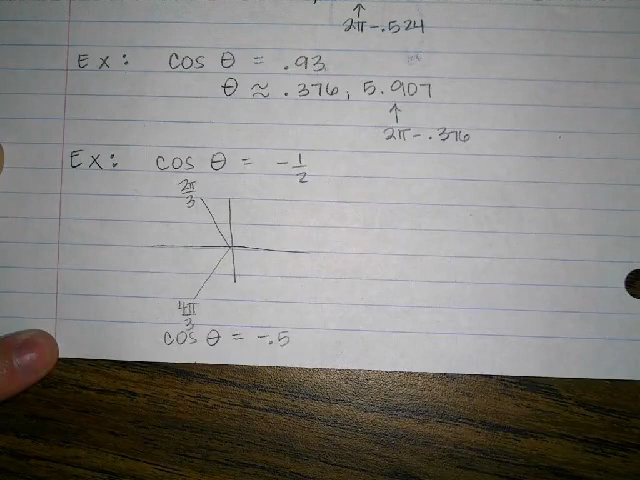 ↑
2π-.524
Ex: cos θ = .93
θ ≈ .376, 5.907
↑
2π-.376
Ex: cos θ = -1/2
2π/3
4π/3
cos θ = -.5